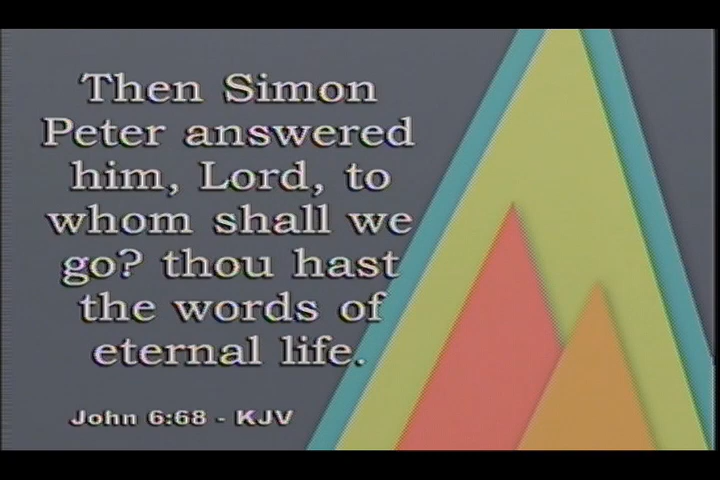 Then Simon
Peter answered
him, Lord, to
whom shall we
go? thou hast
the words of
eternal life.
John 6:68 - KJV